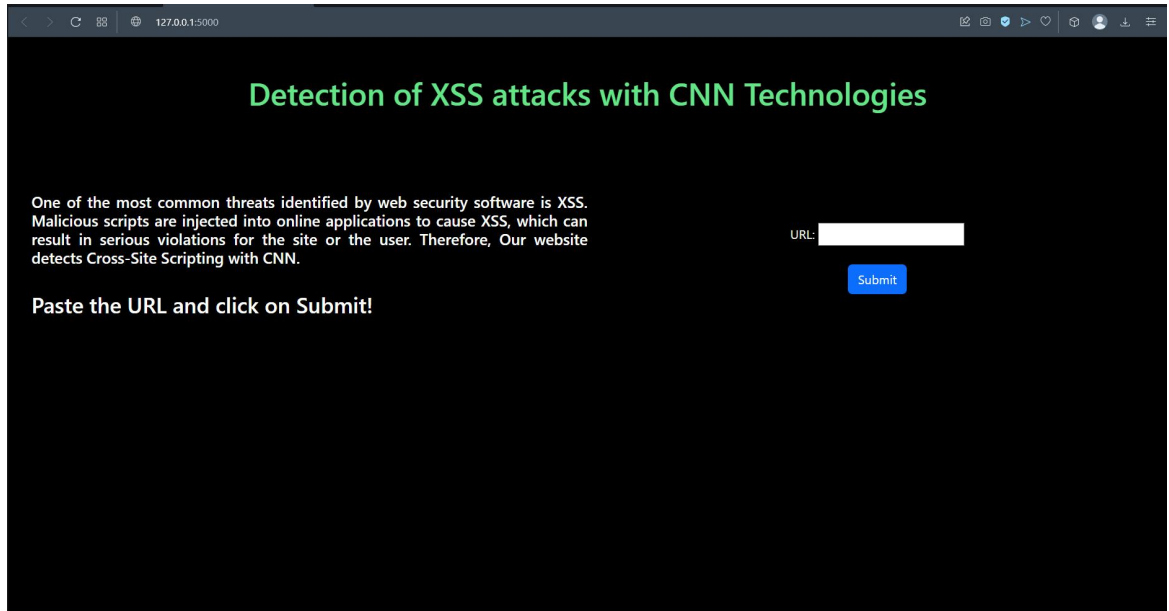 127.0.0.1:5000
Detection of XSS attacks with CNN Technologies
One of the most common threats identified by web security software is XSS.
Malicious scripts are injected into online applications to cause XSS, which can
result in serious violations for the site or the user. Therefore, Our website
detects Cross-Site Scripting with CNN.
Paste the URL and click on Submit!
URL:
Submit